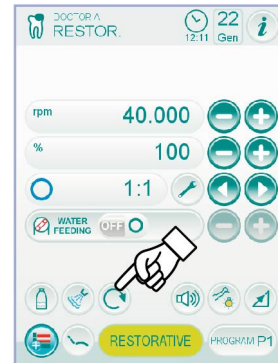 DOCTOR A
RESTOR.
12:11
22
Gen
i
rpm 40.000
% 100
1:1
WATER
FEEDING OFF
RESTORATIVE
PROGRAM P1